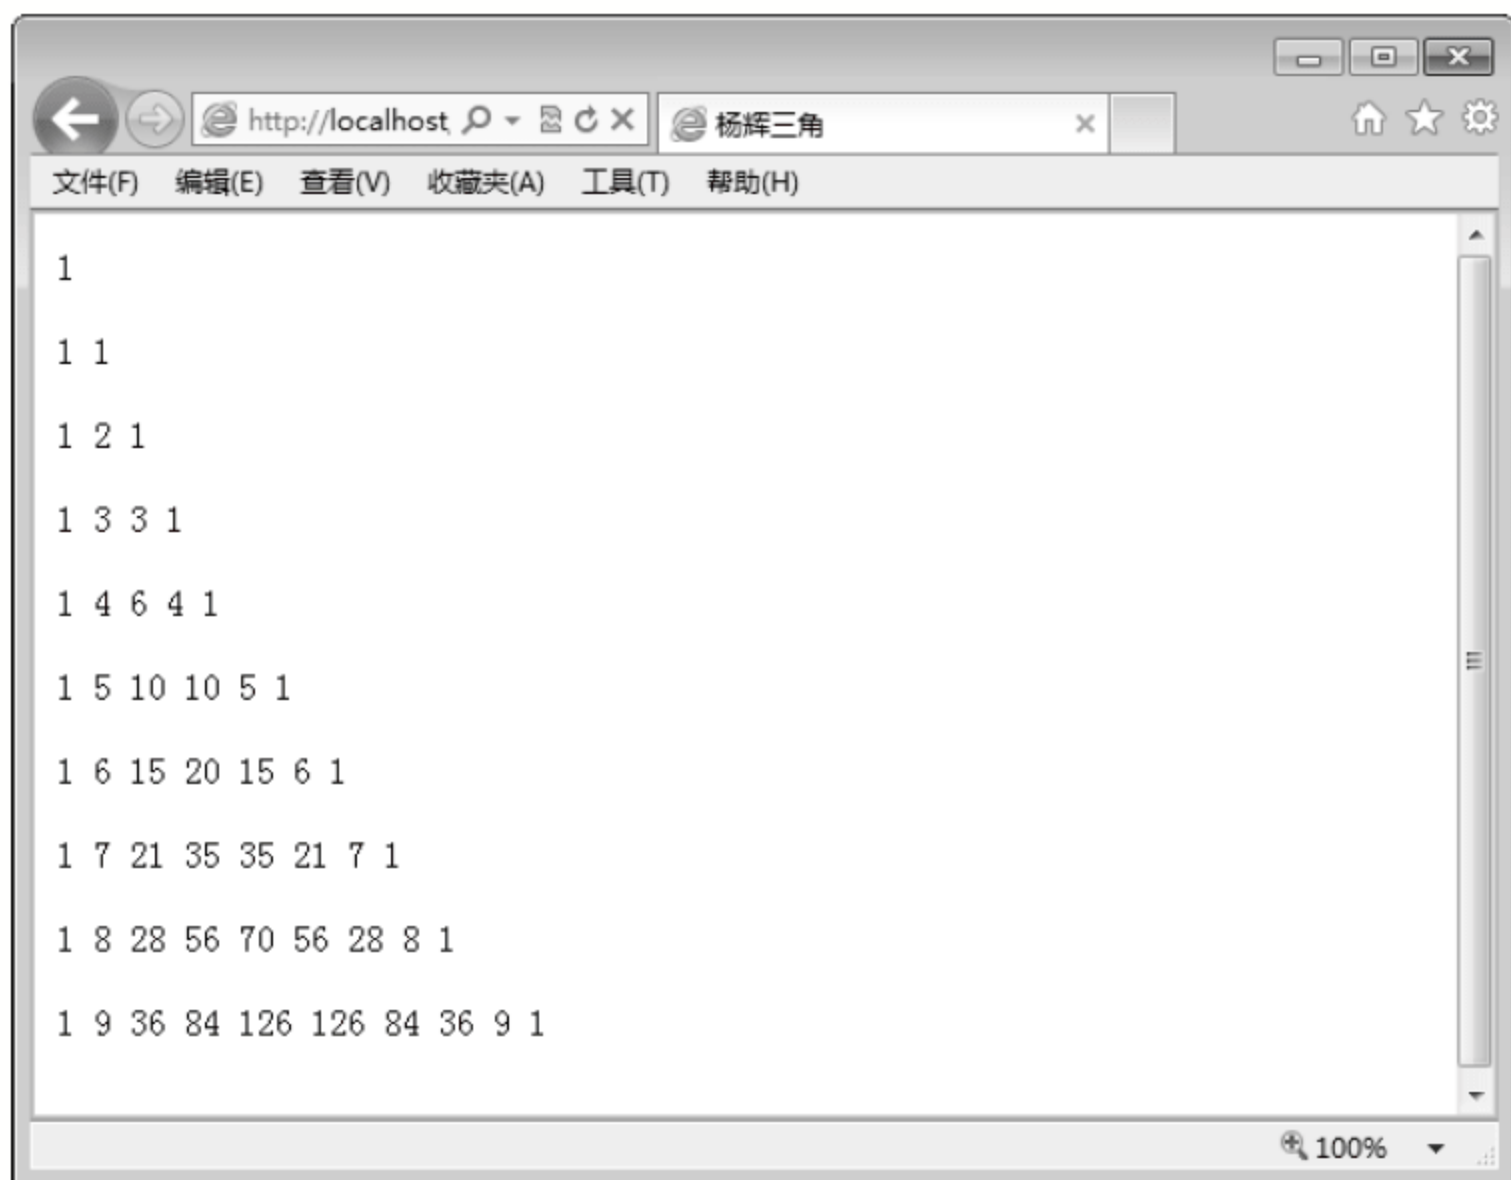 http://localhost 杨辉三角
文件(F) 编辑(E) 查看(V) 收藏夹(A) 工具(T) 帮助(H)
1
1 1
1 2 1
1 3 3 1
1 4 6 4 1
1 5 10 10 5 1
1 6 15 20 15 6 1
1 7 21 35 35 21 7 1
1 8 28 56 70 56 28 8 1
1 9 36 84 126 126 84 36 9 1
100%